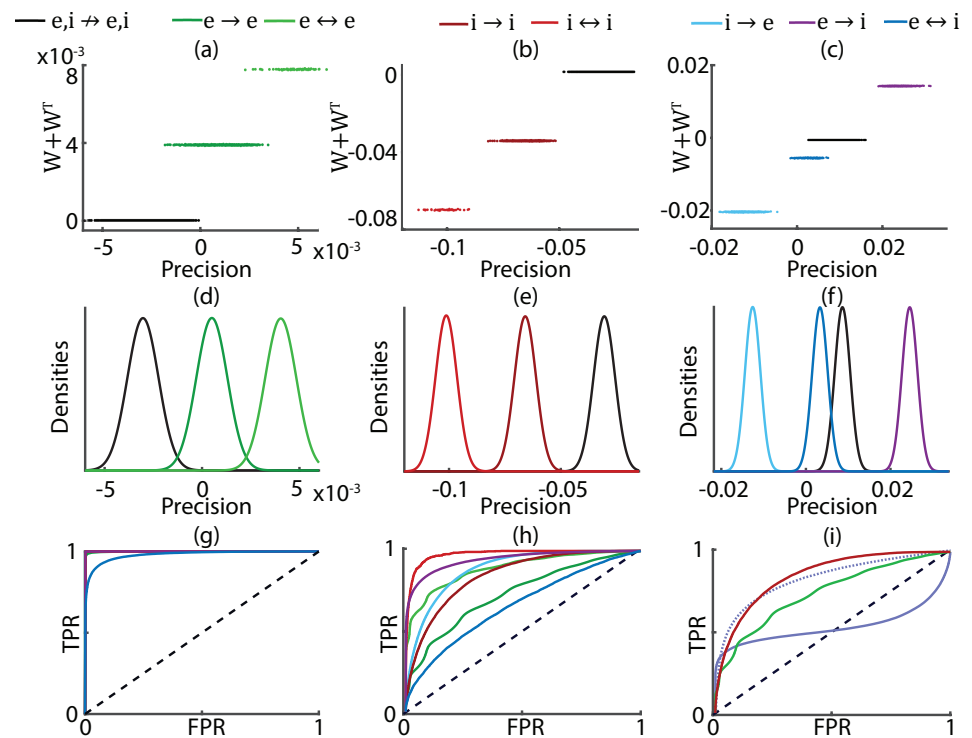 e,i ↛ e,i e → e e ↔ e i → i i ↔ i i → e e → i e ↔ i
(a) (b) (c)
x10⁻³
8
4
0
W+Wᵀ
-5 0 5 x10⁻³
Precision
0
-0.04
-0.08
W+Wᵀ
-0.1 -0.05
Precision
0.02
0
-0.02
W+Wᵀ
-0.02 0 0.02
Precision
(d) (e) (f)
Densities
-5 0 5 x10⁻³
Precision
Densities
-0.1 -0.05
Precision
Densities
-0.02 0 0.02
Precision
(g) (h) (i)
1
TPR
0
0 FPR 1
1
TPR
0
0 FPR 1
1
TPR
0
0 FPR 1